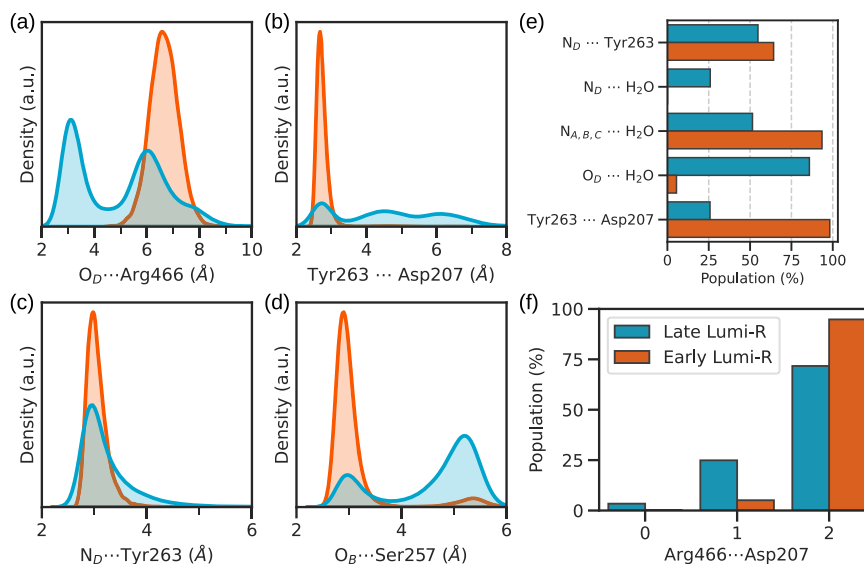 (a)
Density (a.u.)
2 4 6 8 10
O_D⋯Arg466 (Å)
(b)
Density (a.u.)
2 4 6 8
Tyr263 ⋯ Asp207 (Å)
(c)
Density (a.u.)
2 4 6
N_D⋯Tyr263 (Å)
(d)
Density (a.u.)
2 4 6
O_B⋯Ser257 (Å)
(e)
N_D ⋯ Tyr263
N_D ⋯ H₂O
N_{A,B,C} ⋯ H₂O
O_D ⋯ H₂O
Tyr263 ⋯ Asp207
0 25 50 75 100
Population (%)
(f)
Population (%)
100
75
50
25
0
Late Lumi-R
Early Lumi-R
0 1 2
Arg466⋯Asp207